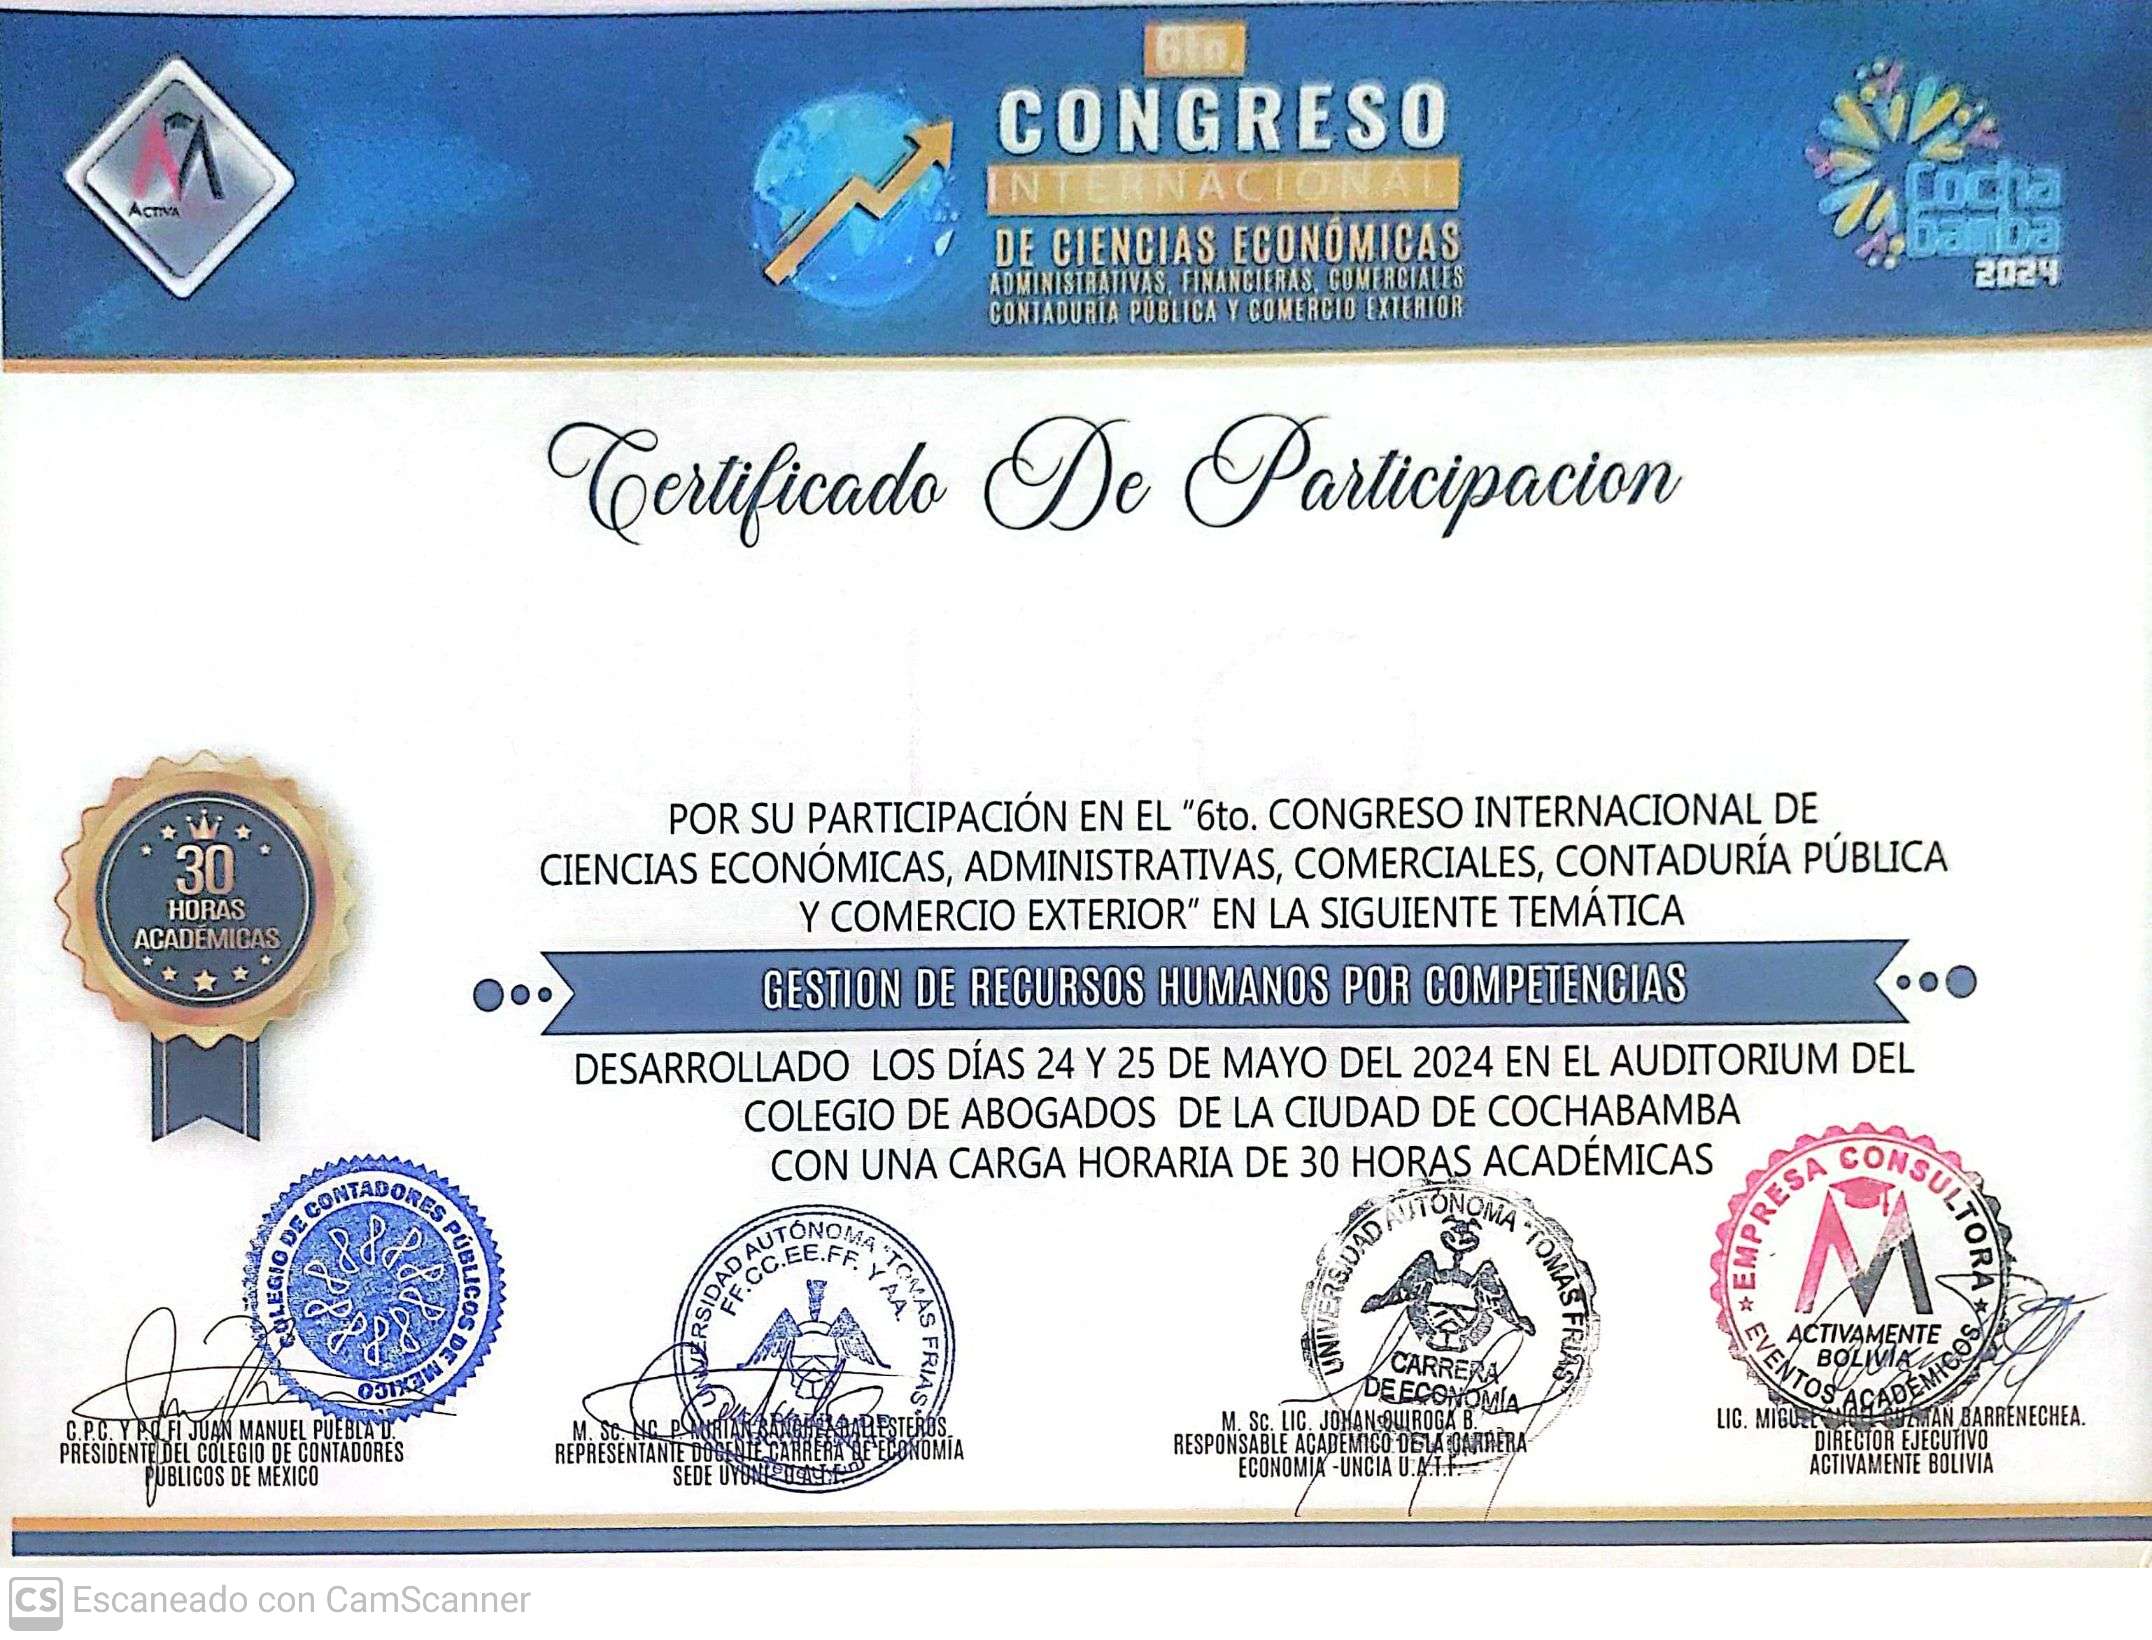 6to.
CONGRESO
INTERNACIONAL
DE CIENCIAS ECONÓMICAS
ADMINISTRATIVAS, FINANCIERAS, COMERCIALES
CONTADURÍA PÚBLICA Y COMERCIO EXTERIOR
ACTIVA
Cocha
bamba
2024
Certificado De Participacion
30
HORAS
ACADÉMICAS
POR SU PARTICIPACIÓN EN EL "6to. CONGRESO INTERNACIONAL DE
CIENCIAS ECONÓMICAS, ADMINISTRATIVAS, COMERCIALES, CONTADURÍA PÚBLICA
Y COMERCIO EXTERIOR" EN LA SIGUIENTE TEMÁTICA
GESTION DE RECURSOS HUMANOS POR COMPETENCIAS
DESARROLLADO LOS DÍAS 24 Y 25 DE MAYO DEL 2024 EN EL AUDITORIUM DEL
COLEGIO DE ABOGADOS DE LA CIUDAD DE COCHABAMBA
CON UNA CARGA HORARIA DE 30 HORAS ACADÉMICAS
COLEGIO DE CONTADORES PÚBLICOS DE MÉXICO
C.P.C. Y P.C.FI JUAN MANUEL PUEBLA D.
PRESIDENTE DEL COLEGIO DE CONTADORES
PÚBLICOS DE MÉXICO
UNIVERSIDAD AUTÓNOMA "TOMAS FRIAS"
FF.CC.EE.FF. Y AA.
M. Sc. LIC. P. MIRIAN SANCHEZ BALLESTEROS
REPRESENTANTE DOCENTE CARRERA DE ECONOMÍA
SEDE UYUNI - U.A.T.F.
UNIVERSIDAD AUTÓNOMA "TOMAS FRIAS"
CARRERA
DE ECONOMÍA
M. Sc. LIC. JOHAN QUIROGA B.
RESPONSABLE ACADEMICO DE LA CARRERA
ECONOMIA -UNCIA U.A.T.F.
EMPRESA CONSULTORA
ACTIVAMENTE
BOLIVIA
EVENTOS ACADÉMICOS
LIC. MIGUEL ANGEL GUZMAN BARRENECHEA.
DIRECTOR EJECUTIVO
ACTIVAMENTE BOLIVIA
CS Escaneado con CamScanner